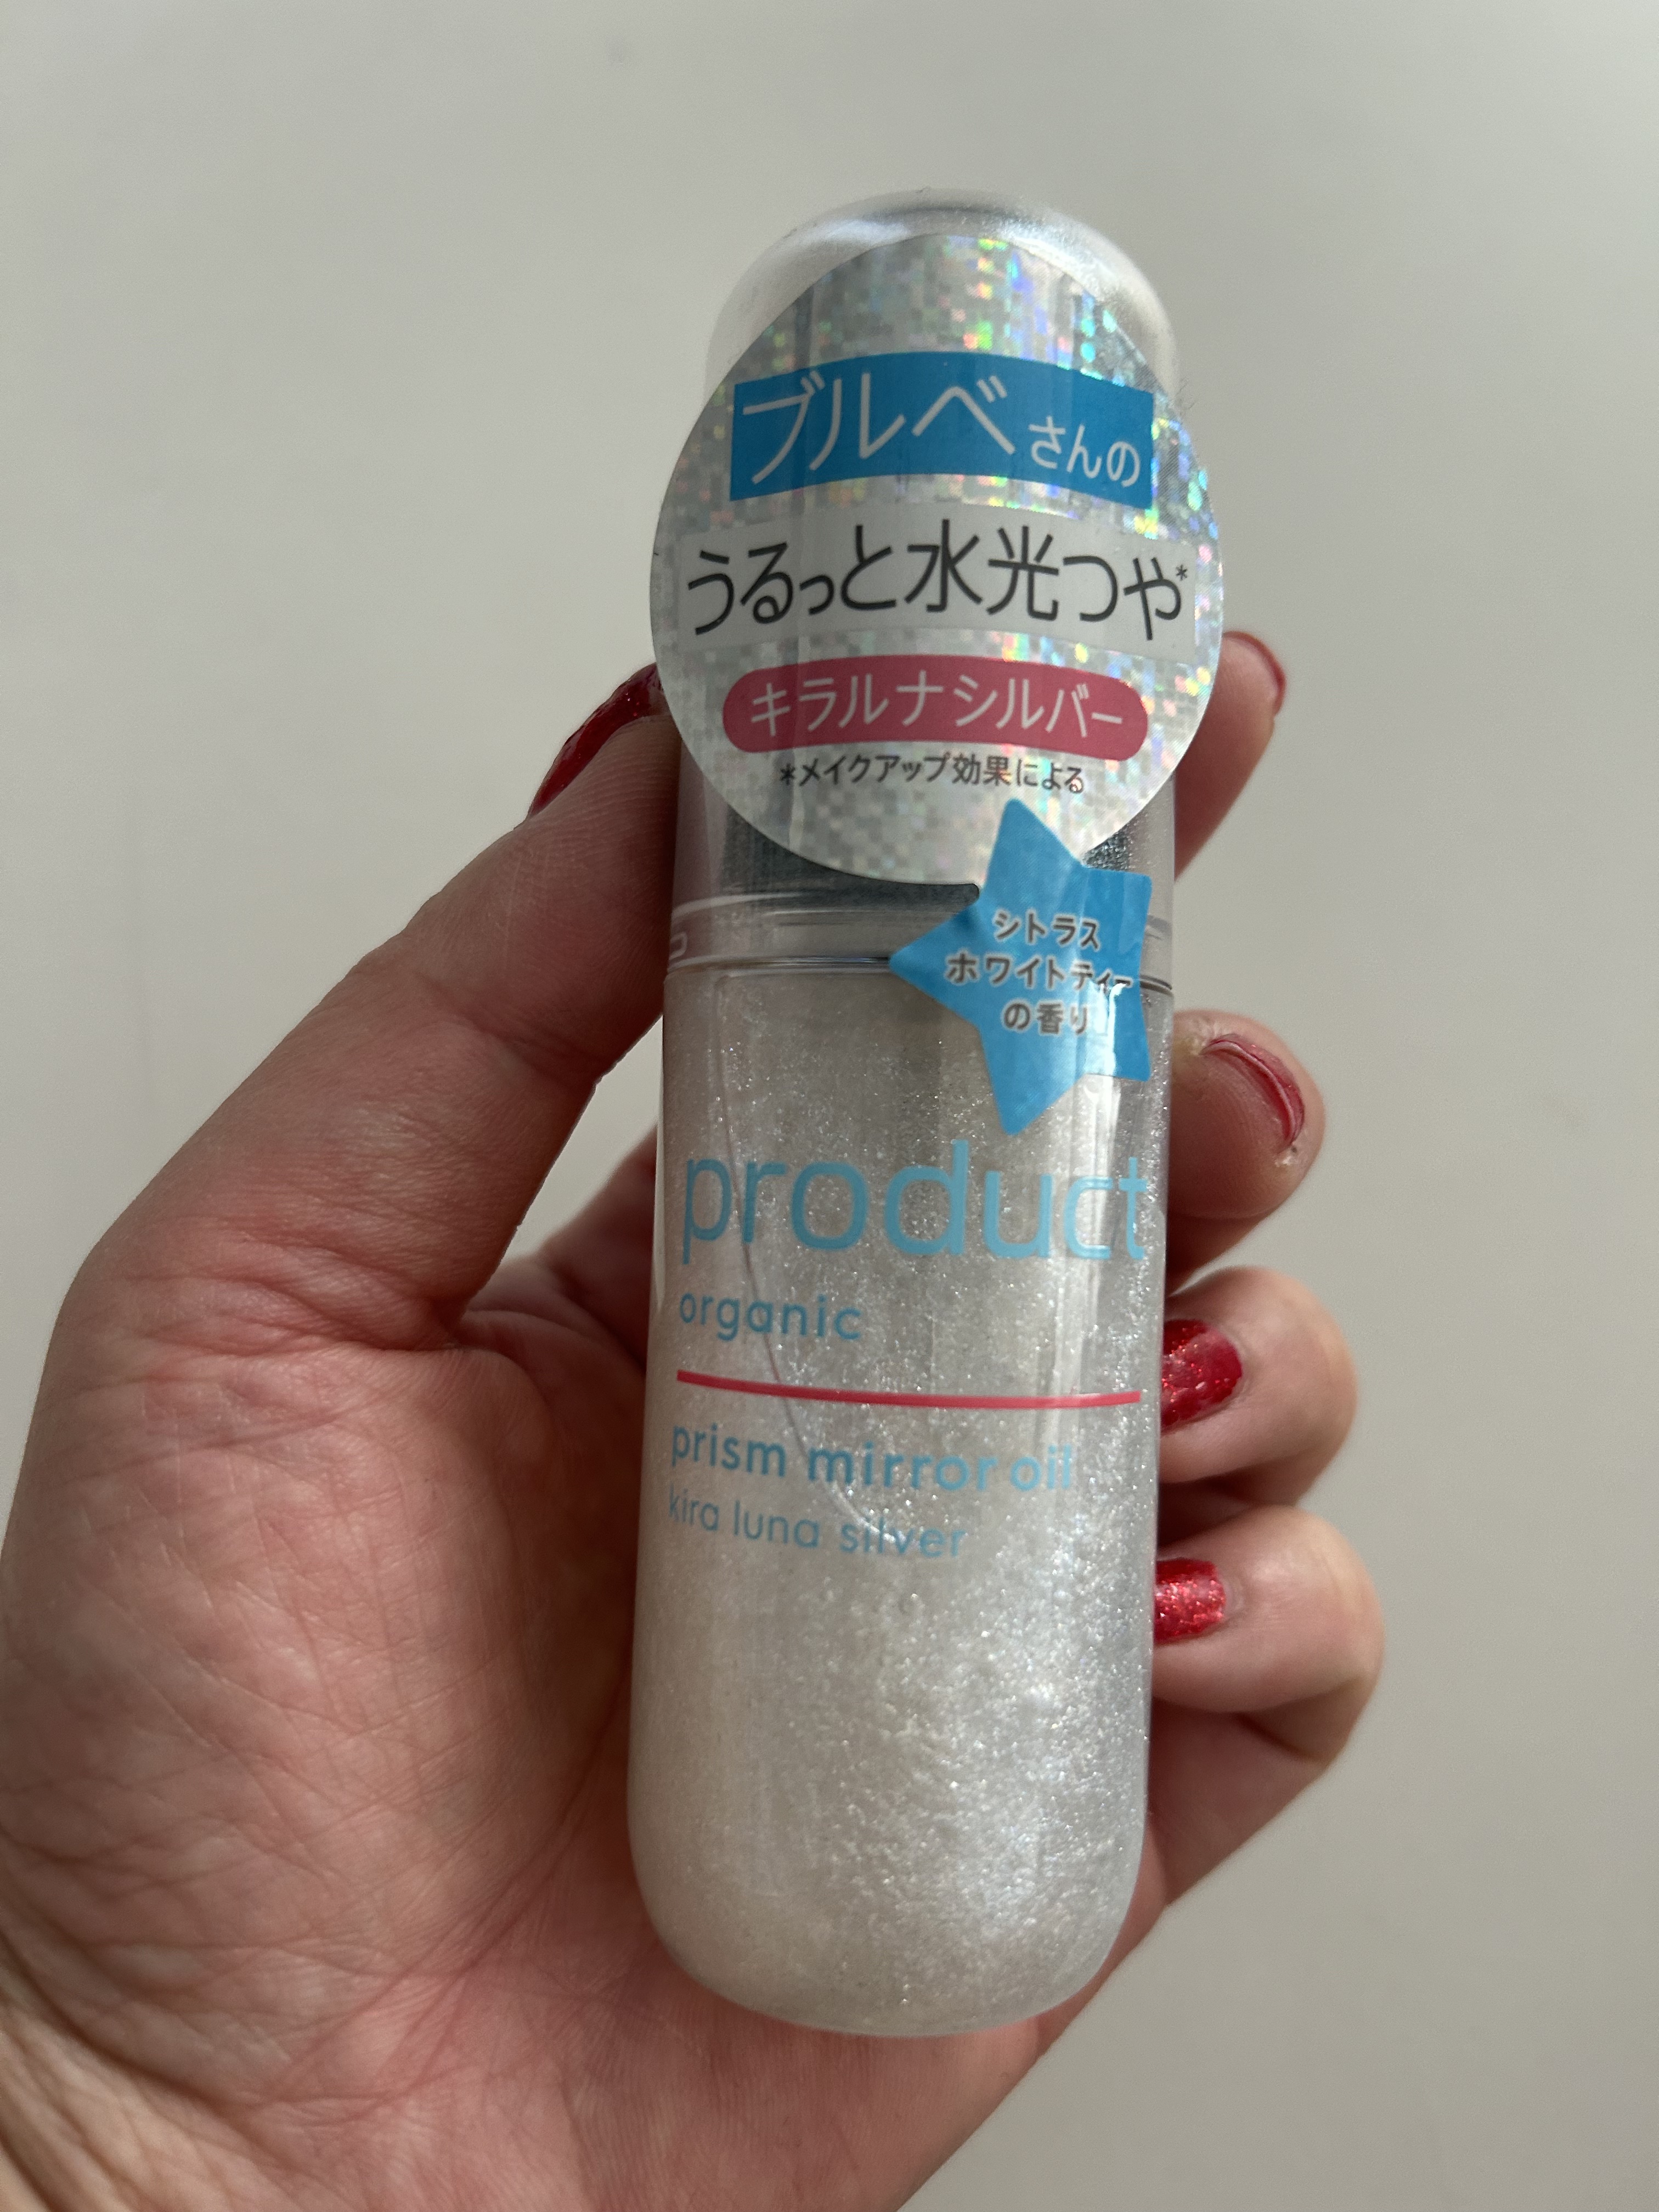 ブルベさんの
うるっと水光つや*
キラルナシルバー
*メイクアップ効果による
シトラス
ホワイトティー
の香り
product
organic
prism mirror oil
kira luna silver